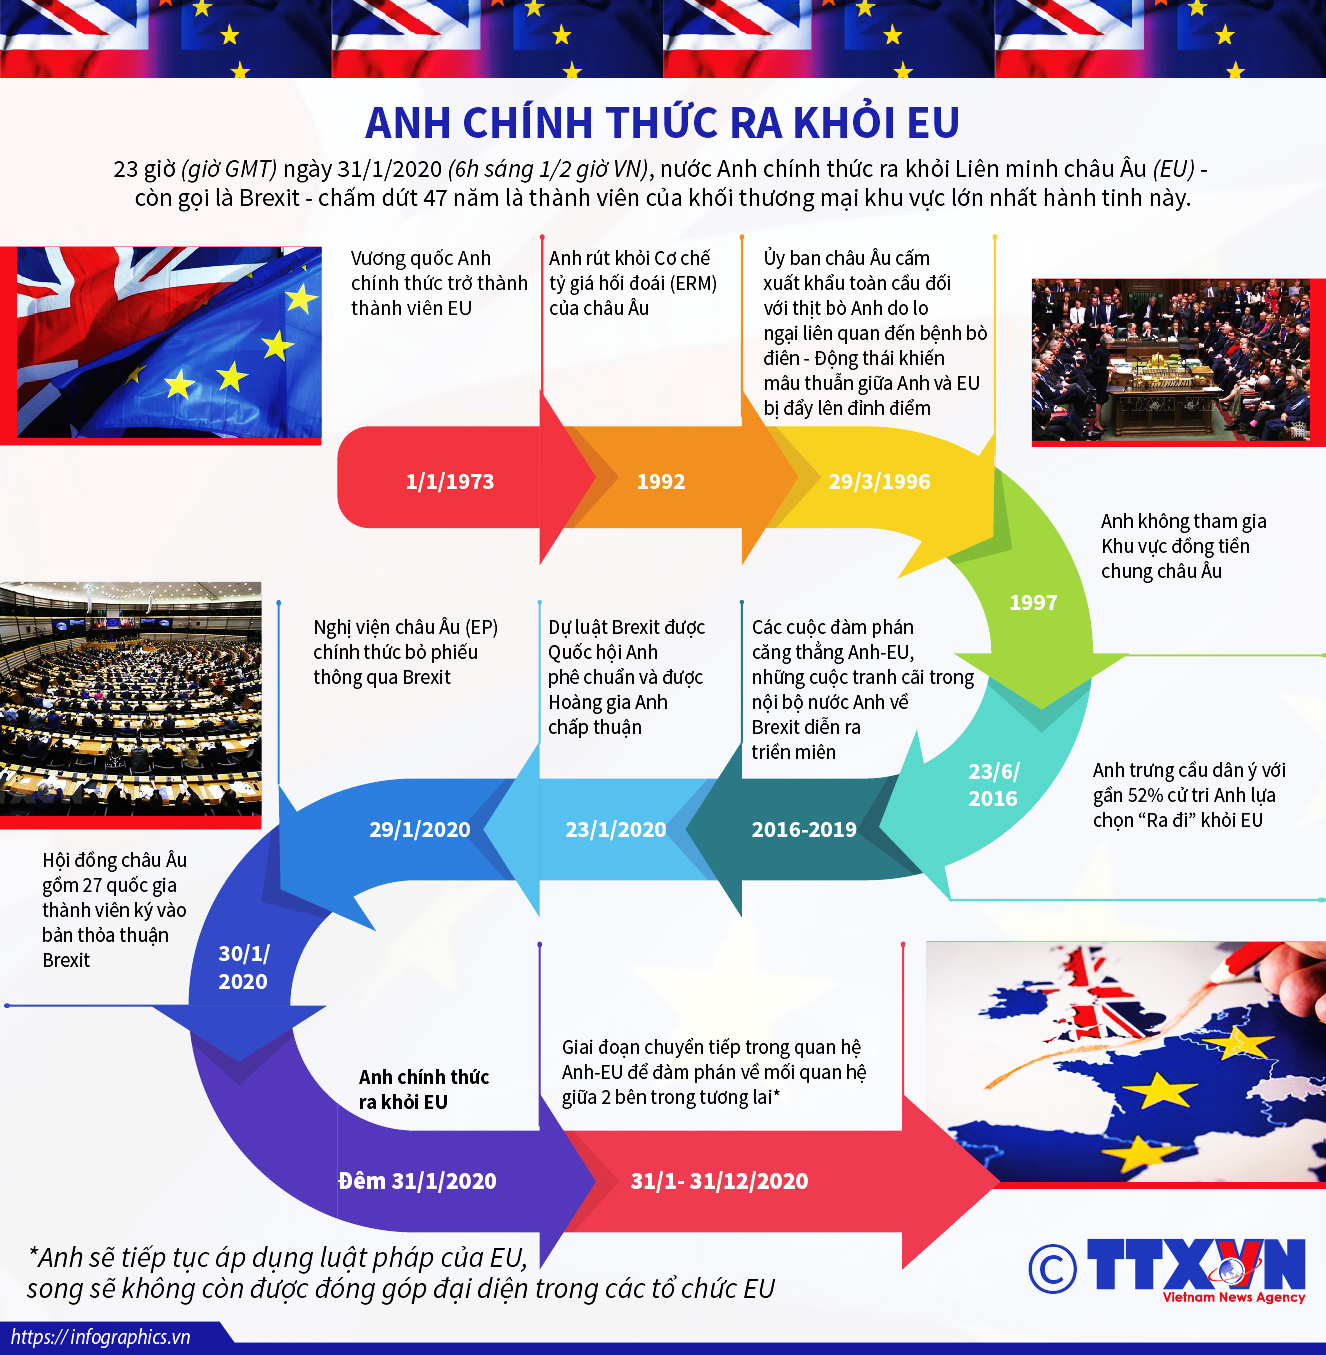 ANH CHÍNH THỨC RA KHỎI EU
23 giờ (giờ GMT) ngày 31/1/2020 (6h sáng 1/2 giờ VN), nước Anh chính thức ra khỏi Liên minh châu Âu (EU) -
còn gọi là Brexit - chấm dứt 47 năm là thành viên của khối thương mại khu vực lớn nhất hành tinh này.
Vương quốc Anh
chính thức trở thành
thành viên EU
1/1/1973
Anh rút khỏi Cơ chế
tỷ giá hối đoái (ERM)
của châu Âu
1992
Ủy ban châu Âu cấm
xuất khẩu toàn cầu đối
với thịt bò Anh do lo
ngại liên quan đến bệnh bò
điên - Động thái khiến
mâu thuẫn giữa Anh và EU
bị đẩy lên đỉnh điểm
29/3/1996
Anh không tham gia
Khu vực đồng tiền
chung châu Âu
1997
Anh trưng cầu dân ý với
gần 52% cử tri Anh lựa
chọn “Ra đi” khỏi EU
23/6/
2016
Các cuộc đàm phán
căng thẳng Anh-EU,
những cuộc tranh cãi trong
nội bộ nước Anh về
Brexit diễn ra
triền miên
2016-2019
Dự luật Brexit được
Quốc hội Anh
phê chuẩn và được
Hoàng gia Anh
chấp thuận
23/1/2020
Nghị viện châu Âu (EP)
chính thức bỏ phiếu
thông qua Brexit
29/1/2020
Hội đồng châu Âu
gồm 27 quốc gia
thành viên ký vào
bản thỏa thuận
Brexit
30/1/
2020
Anh chính thức
ra khỏi EU
Đêm 31/1/2020
Giai đoạn chuyển tiếp trong quan hệ
Anh-EU để đàm phán về mối quan hệ
giữa 2 bên trong tương lai*
31/1- 31/12/2020
*Anh sẽ tiếp tục áp dụng luật pháp của EU,
song sẽ không còn được đóng góp đại diện trong các tổ chức EU
© TTXVN
Vietnam News Agency
https://infographics.vn